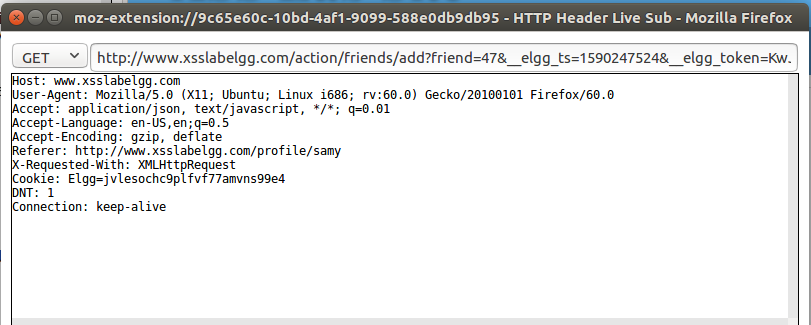 moz-extension://9c65e60c-10bd-4af1-9099-588e0db9db95 - HTTP Header Live Sub - Mozilla Firefox
GET http://www.xsslabelgg.com/action/friends/add?friend=47&__elgg_ts=1590247524&__elgg_token=Kw.
Host: www.xsslabelgg.com
User-Agent: Mozilla/5.0 (X11; Ubuntu; Linux i686; rv:60.0) Gecko/20100101 Firefox/60.0
Accept: application/json, text/javascript, */*; q=0.01
Accept-Language: en-US,en;q=0.5
Accept-Encoding: gzip, deflate
Referer: http://www.xsslabelgg.com/profile/samy
X-Requested-With: XMLHttpRequest
Cookie: Elgg=jvlesochc9plfvf77amvns99e4
DNT: 1
Connection: keep-alive